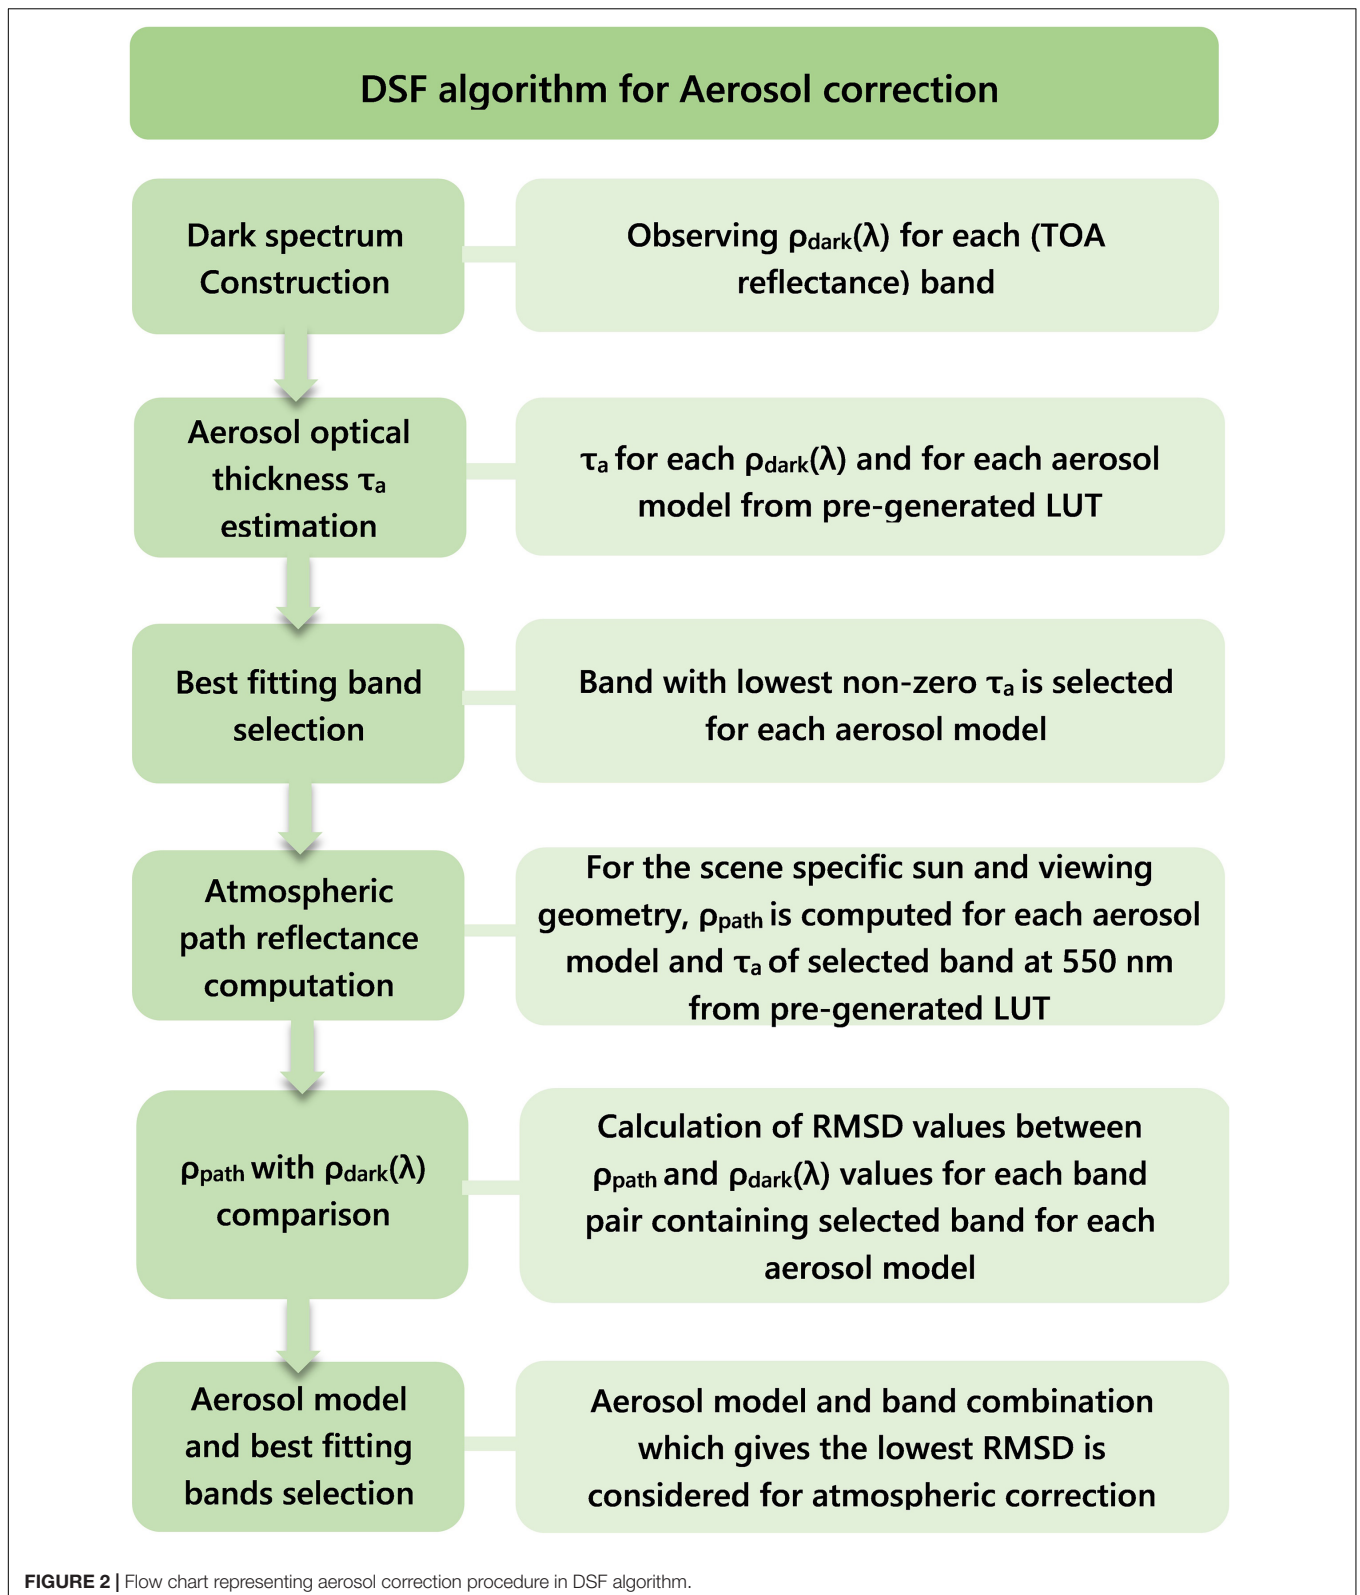 DSF algorithm for Aerosol correction
Dark spectrum
Construction
Observing ρdark(λ) for each (TOA
reflectance) band
Aerosol optical
thickness τa
estimation
τa for each ρdark(λ) and for each aerosol
model from pre-generated LUT
Best fitting band
selection
Band with lowest non-zero τa is selected
for each aerosol model
Atmospheric
path reflectance
computation
For the scene specific sun and viewing
geometry, ρpath is computed for each aerosol
model and τa of selected band at 550 nm
from pre-generated LUT
ρpath with ρdark(λ)
comparison
Calculation of RMSD values between
ρpath and ρdark(λ) values for each band
pair containing selected band for each
aerosol model
Aerosol model
and best fitting
bands selection
Aerosol model and band combination
which gives the lowest RMSD is
considered for atmospheric correction
FIGURE 2 | Flow chart representing aerosol correction procedure in DSF algorithm.